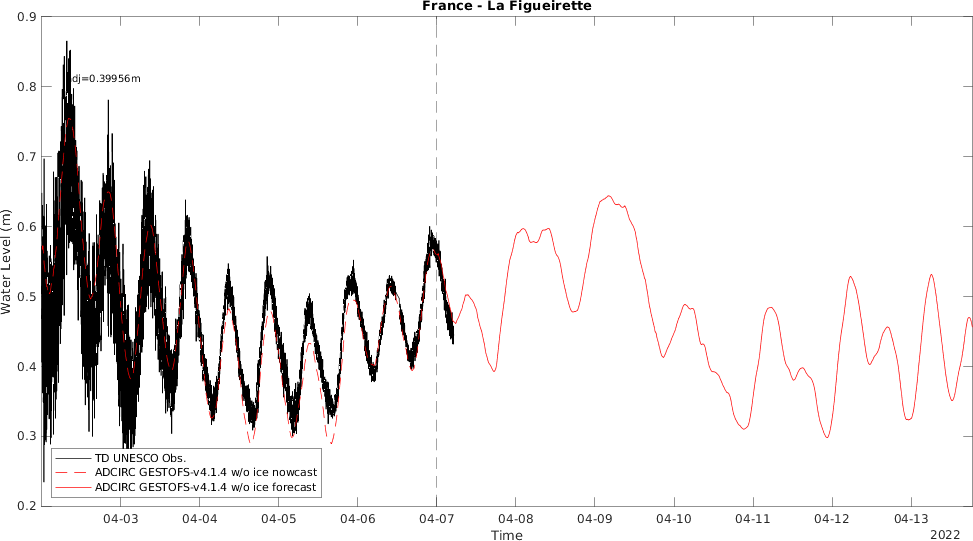 France - La Figueirette
0.9
0.8
0.7
0.6
0.5
0.4
0.3
0.2
Water Level (m)
dj=0.39956m
TD UNESCO Obs.
ADCIRC GESTOFS-v4.1.4 w/o ice nowcast
ADCIRC GESTOFS-v4.1.4 w/o ice forecast
04-03 04-04 04-05 04-06 04-07 04-08 04-09 04-10 04-11 04-12 04-13
Time
2022